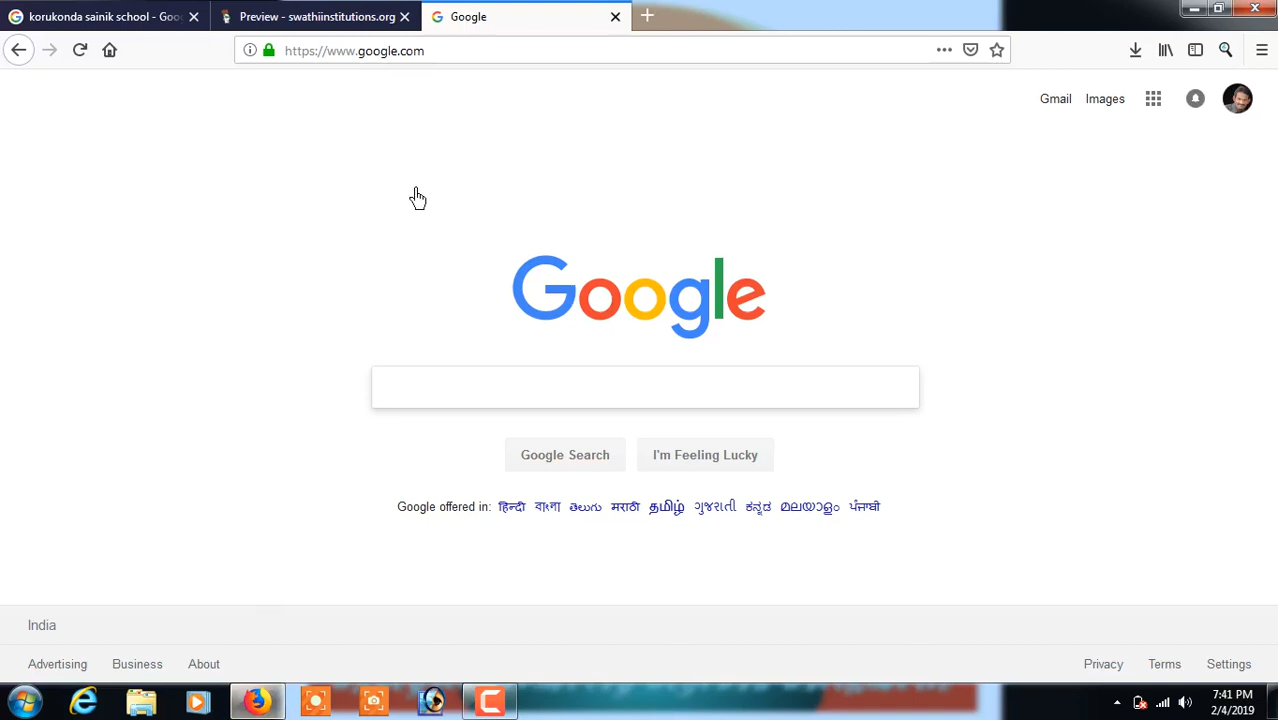 korukonda sainik school - Goo
Preview - swathiinstitutions.org
Google
https://www.google.com
Gmail Images
Google
Google Search I'm Feeling Lucky
Google offered in: हिन्दी বাংলা తెలుగు मराठी தமிழ் ગુજરાતી ಕನ್ನಡ മലയാളം ਪੰਜਾਬੀ
India
Advertising Business About Privacy Terms Settings
7:41 PM
2/4/2019